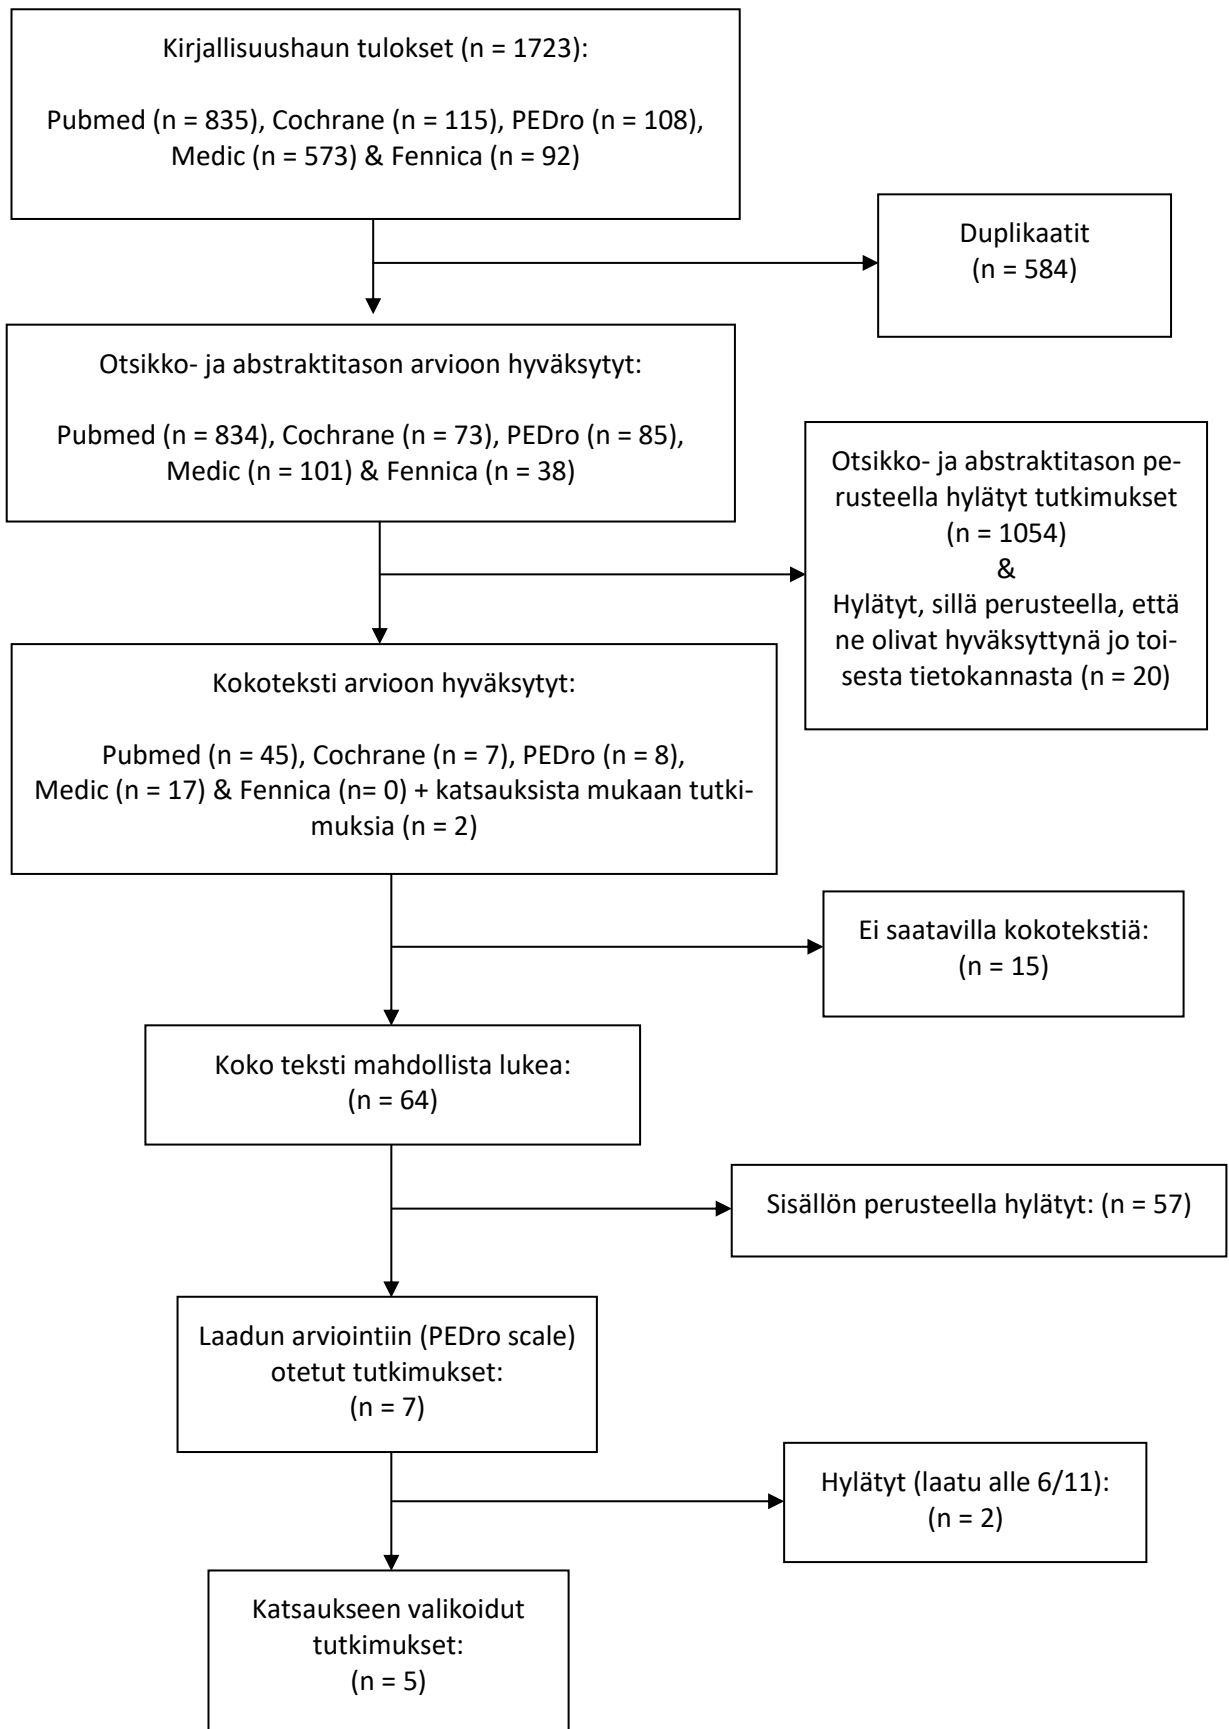 Kirjallisuushaun tulokset (n = 1723):
Pubmed (n = 835), Cochrane (n = 115), PEDro (n = 108),
Medic (n = 573) & Fennica (n = 92)
Duplikaatit
(n = 584)
Otsikko- ja abstraktitason arvioon hyväksytyt:
Pubmed (n = 834), Cochrane (n = 73), PEDro (n = 85),
Medic (n = 101) & Fennica (n = 38)
Otsikko- ja abstraktitason pe-
rusteella hylätyt tutkimukset
(n = 1054)
&
Hylätyt, sillä perusteella, että
ne olivat hyväksyttynä jo toi-
sesta tietokannasta (n = 20)
Kokoteksti arvioon hyväksytyt:
Pubmed (n = 45), Cochrane (n = 7), PEDro (n = 8),
Medic (n = 17) & Fennica (n= 0) + katsauksista mukaan tutki-
muksia (n = 2)
Ei saatavilla kokotekstiä:
(n = 15)
Koko teksti mahdollista lukea:
(n = 64)
Sisällön perusteella hylätyt: (n = 57)
Laadun arviointiin (PEDro scale)
otetut tutkimukset:
(n = 7)
Hylätyt (laatu alle 6/11):
(n = 2)
Katsaukseen valikoidut
tutkimukset:
(n = 5)